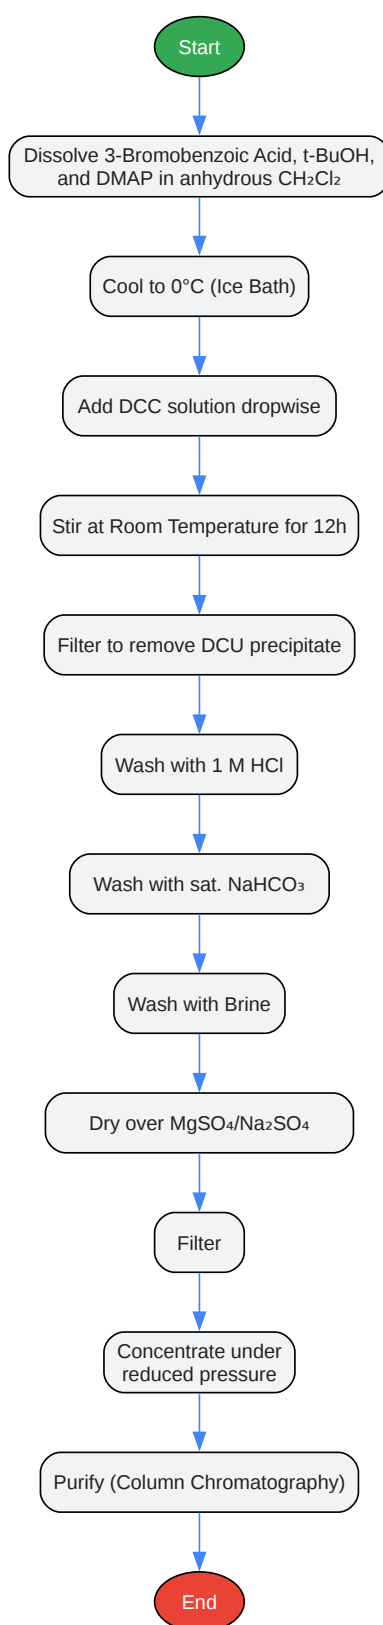 Start
Dissolve 3-Bromobenzoic Acid, t-BuOH,
and DMAP in anhydrous CH₂Cl₂
Cool to 0°C (Ice Bath)
Add DCC solution dropwise
Stir at Room Temperature for 12h
Filter to remove DCU precipitate
Wash with 1 M HCl
Wash with sat. NaHCO₃
Wash with Brine
Dry over MgSO₄/Na₂SO₄
Filter
Concentrate under
reduced pressure
Purify (Column Chromatography)
End